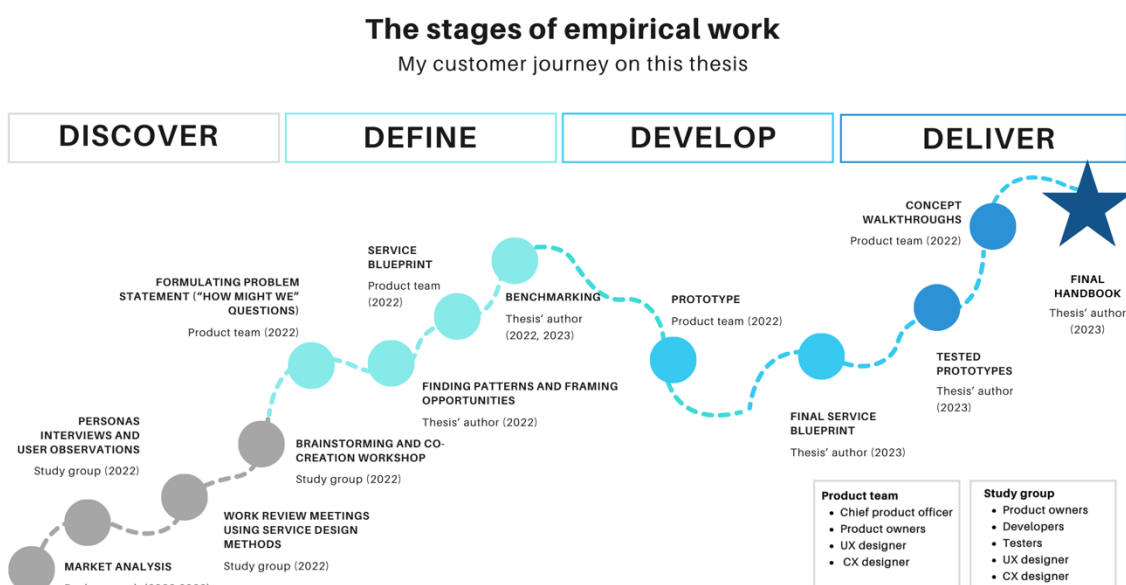 The stages of empirical work
My customer journey on this thesis
DISCOVER
DEFINE
DEVELOP
DELIVER
MARKET ANALYSIS
PERSONAS
INTERVIEWS AND
USER OBSERVATIONS
Study group (2022)
WORK REVIEW MEETINGS
USING SERVICE DESIGN
METHODS
Study group (2022)
BRAINSTORMING AND CO-
CREATION WORKSHOP
Study group (2022)
FORMULATING PROBLEM
STATEMENT ("HOW MIGHT WE"
QUESTIONS)
Product team (2022)
FINDING PATTERNS AND FRAMING
OPPORTUNITIES
Thesis' author (2022)
SERVICE
BLUEPRINT
Product team
(2022)
BENCHMARKING
Thesis' author
(2022, 2023)
PROTOTYPE
Product team (2022)
FINAL SERVICE
BLUEPRINT
Thesis' author (2023)
TESTED
PROTOTYPES
Thesis' author
(2023)
CONCEPT
WALKTHROUGHS
Product team (2022)
FINAL
HANDBOOK
Thesis' author
(2023)
Product team
• Chief product officer
• Product owners
• UX designer
• CX designer
Study group
• Product owners
• Developers
• Testers
• UX designer
• CX designer